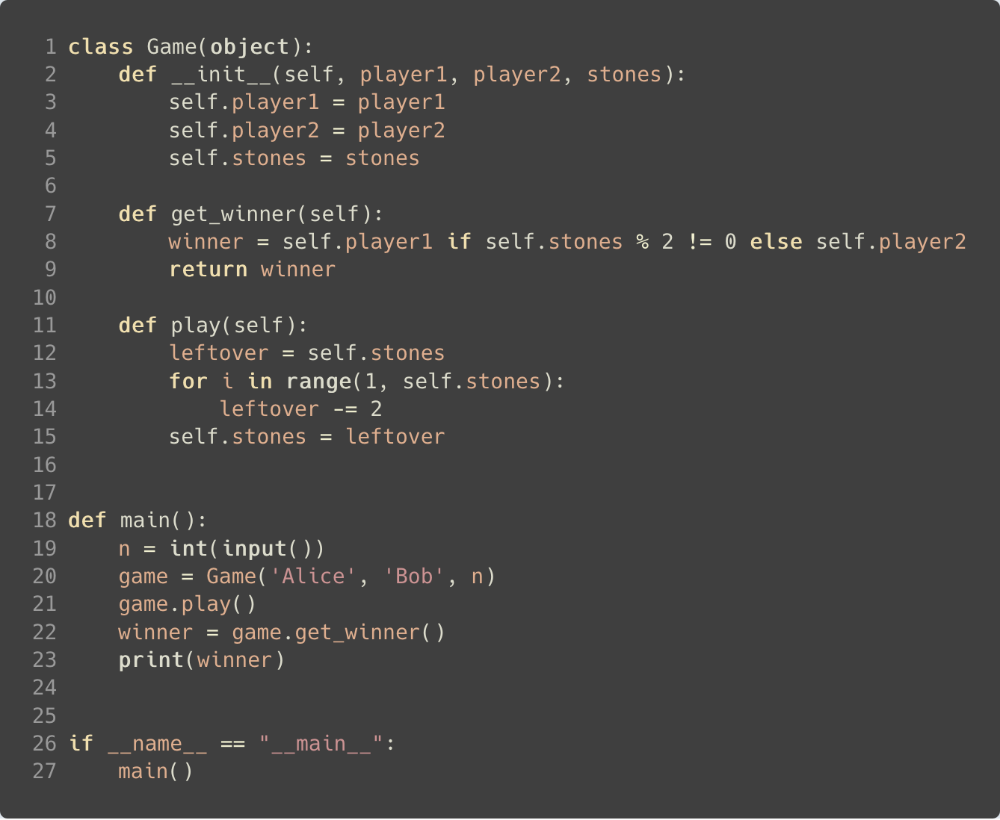 1 class Game(object):
2     def __init__(self, player1, player2, stones):
3         self.player1 = player1
4         self.player2 = player2
5         self.stones = stones
6
7     def get_winner(self):
8         winner = self.player1 if self.stones % 2 != 0 else self.player2
9         return winner
10
11     def play(self):
12         leftover = self.stones
13         for i in range(1, self.stones):
14             leftover -= 2
15         self.stones = leftover
16
17
18 def main():
19     n = int(input())
20     game = Game('Alice', 'Bob', n)
21     game.play()
22     winner = game.get_winner()
23     print(winner)
24
25
26 if __name__ == "__main__":
27     main()